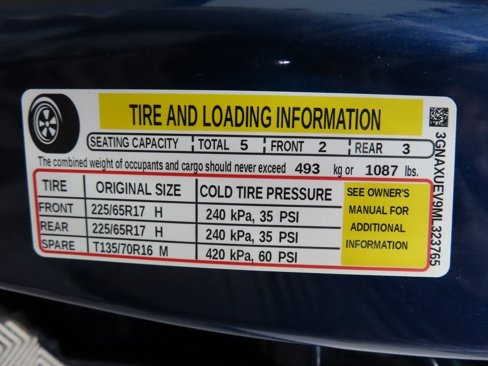 TIRE AND LOADING INFORMATION
SEATING CAPACITY TOTAL 5 FRONT 2 REAR 3
The combined weight of occupants and cargo should never exceed 493 kg or 1087 lbs.
TIRE ORIGINAL SIZE COLD TIRE PRESSURE
FRONT 225/65R17 H 240 kPa, 35 PSI
REAR 225/65R17 H 240 kPa, 35 PSI
SPARE T135/70R16 M 420 kPa, 60 PSI
SEE OWNER'S
MANUAL FOR
ADDITIONAL
INFORMATION
3GNAXUEV9ML323765